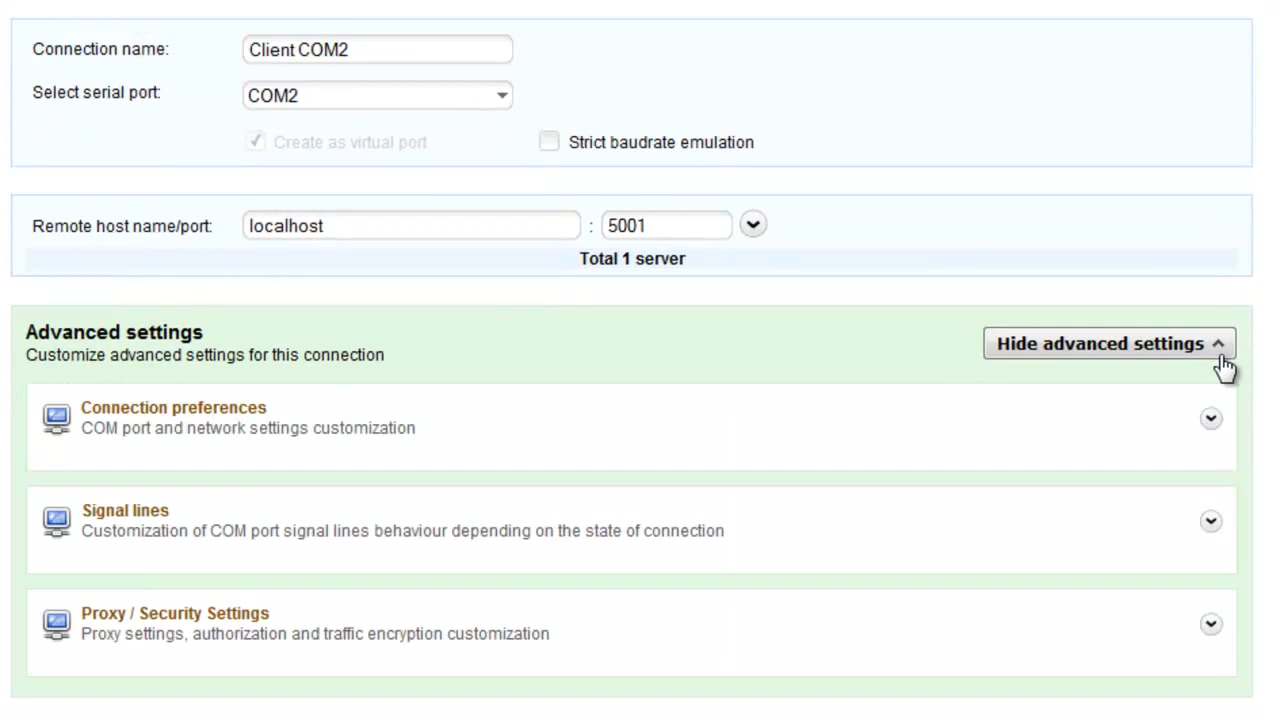 Connection name: Client COM2
Select serial port: COM2
Create as virtual port Strict baudrate emulation
Remote host name/port: localhost : 5001
Total 1 server
Advanced settings
Customize advanced settings for this connection
Hide advanced settings
Connection preferences
COM port and network settings customization
Signal lines
Customization of COM port signal lines behaviour depending on the state of connection
Proxy / Security Settings
Proxy settings, authorization and traffic encryption customization